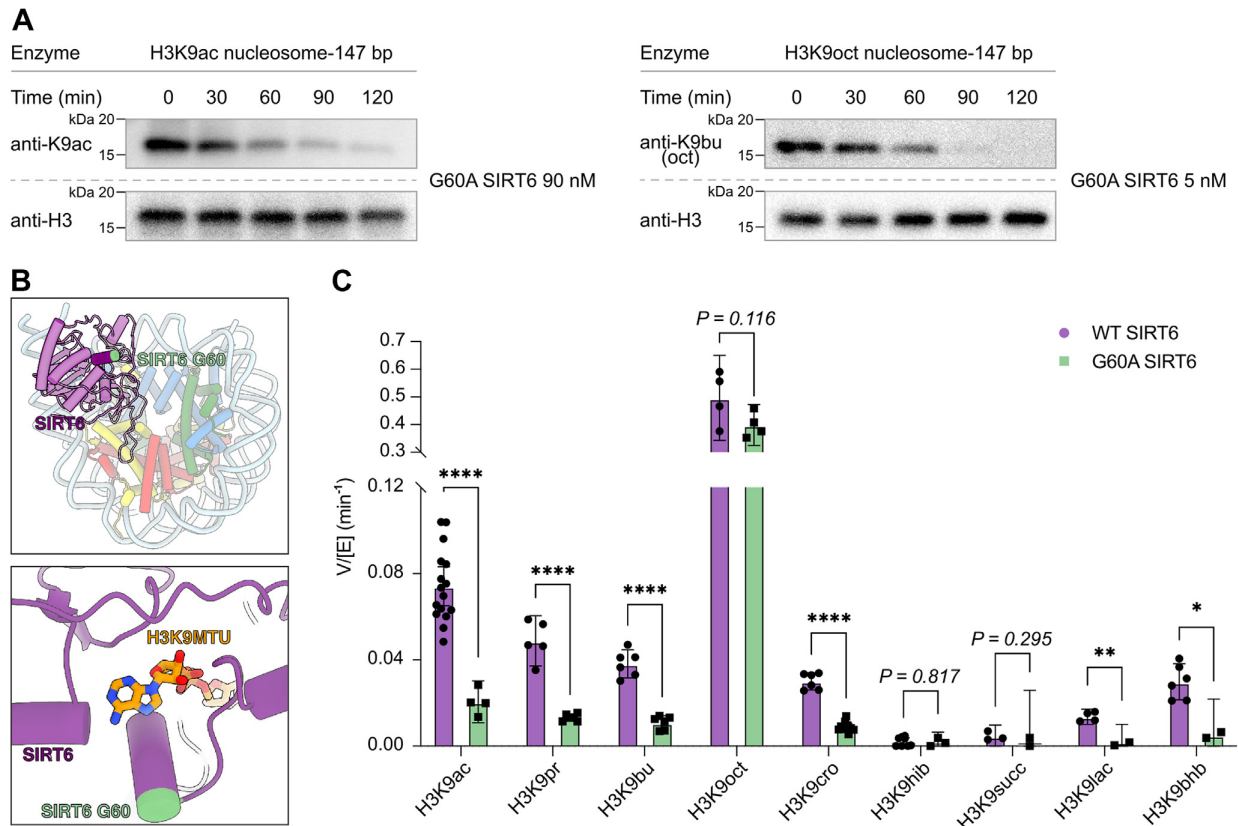 A
Enzyme H3K9ac nucleosome-147 bp
Time (min) 0 30 60 90 120
kDa 20
anti-K9ac
15
kDa 20
anti-H3
15
G60A SIRT6 90 nM
Enzyme H3K9oct nucleosome-147 bp
Time (min) 0 30 60 90 120
kDa 20
anti-K9bu
(oct)
15
kDa 20
anti-H3
15
G60A SIRT6 5 nM
B
SIRT6 G60
SIRT6
H3K9MTU
SIRT6
SIRT6 G60
C
V/[E] (min⁻¹)
0.7
0.6
0.5
0.4
0.3
0.12
0.08
0.04
0.00
****
****
****
P = 0.116
****
P = 0.817
P = 0.295
**
*
WT SIRT6
G60A SIRT6
H3K9ac
H3K9pr
H3K9bu
H3K9oct
H3K9cro
H3K9hib
H3K9succ
H3K9lac
H3K9bhb